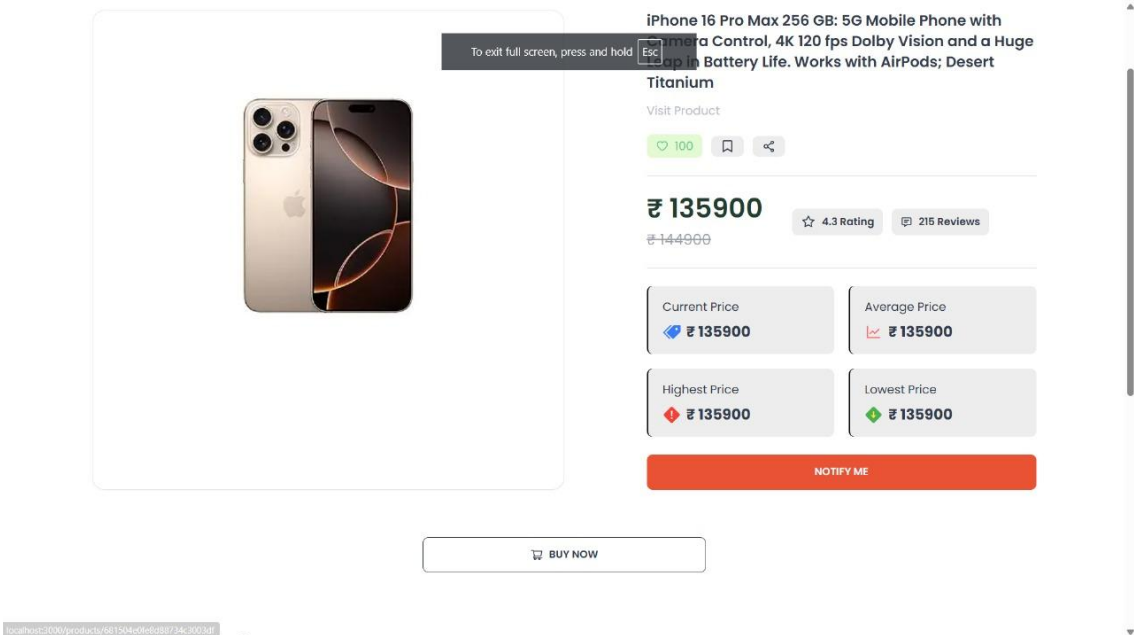 iPhone 16 Pro Max 256 GB: 5G Mobile Phone with
To exit full screen, press and hold Esc
Camera Control, 4K 120 fps Dolby Vision and a Huge
Leap in Battery Life. Works with AirPods; Desert
Titanium
Visit Product
100
₹ 135900
4.3 Rating
215 Reviews
₹ 144900
Current Price
Average Price
₹ 135900
₹ 135900
Highest Price
Lowest Price
₹ 135900
₹ 135900
NOTIFY ME
BUY NOW